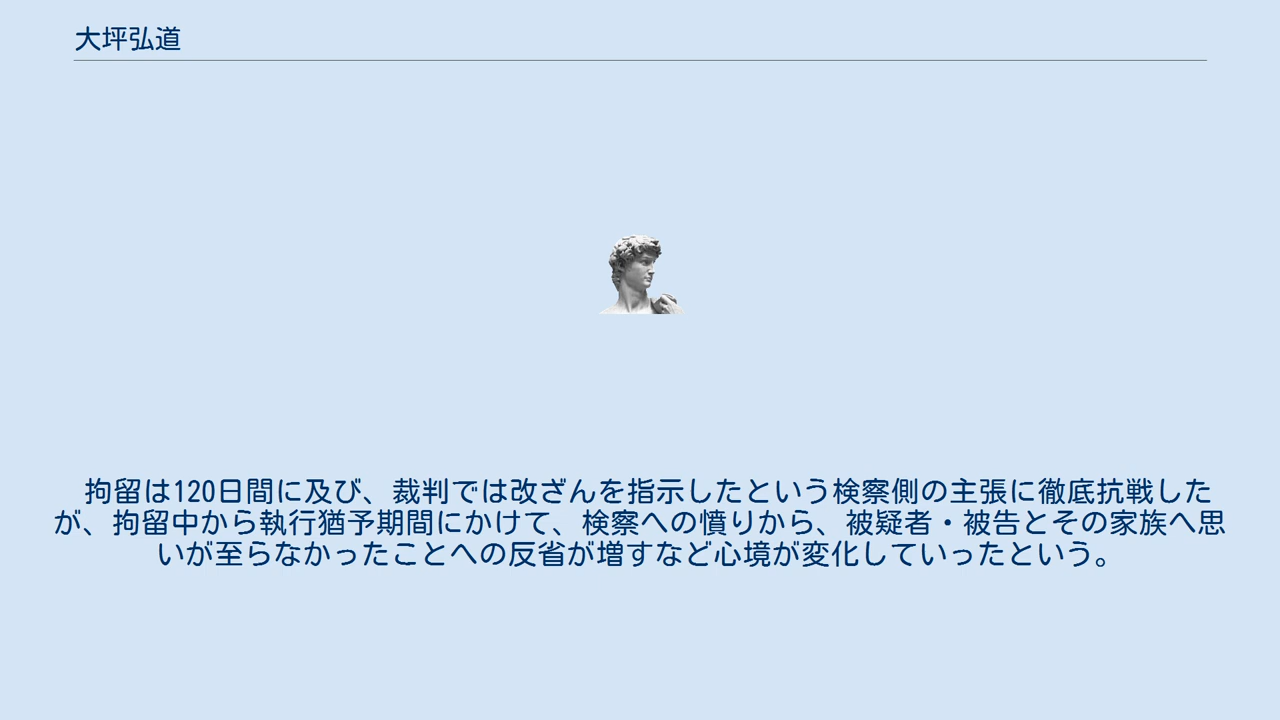 大坪弘道
拘留は120日間に及び、裁判では改ざんを指示したという検察側の主張に徹底抗戦した
が、拘留中から執行猶予期間にかけて、検察への憤りから、被疑者・被告とその家族へ思
いが至らなかったことへの反省が増すなど心境が変化していったという。